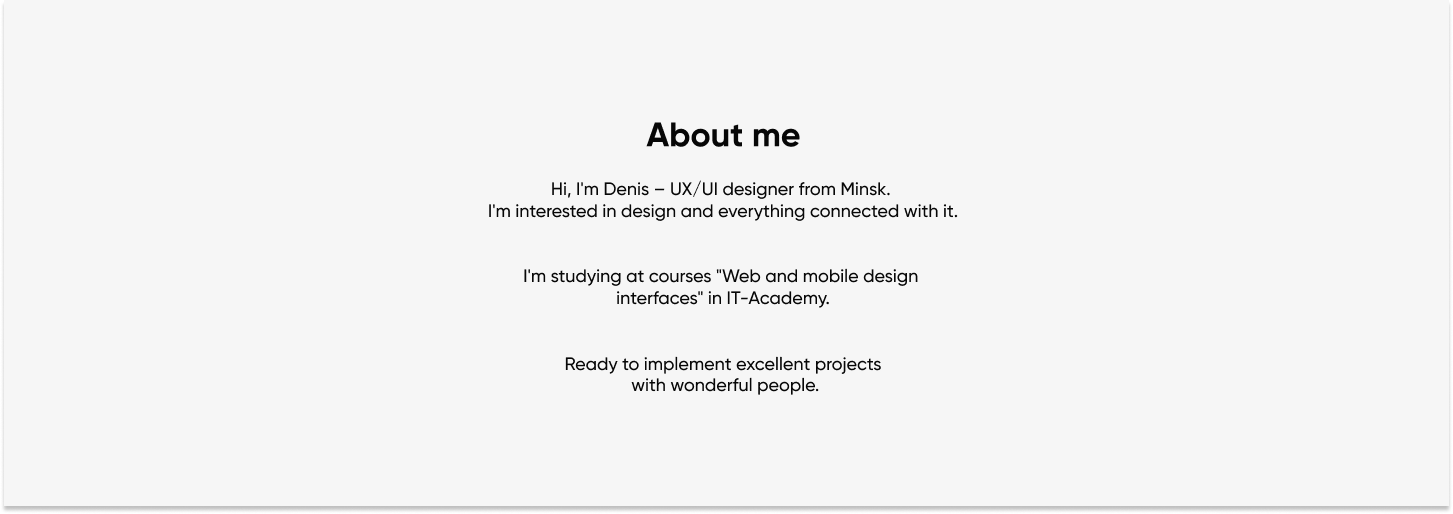 About me
Hi, I'm Denis – UX/UI designer from Minsk.
I'm interested in design and everything connected with it.
I'm studying at courses "Web and mobile design
interfaces" in IT-Academy.
Ready to implement excellent projects
with wonderful people.